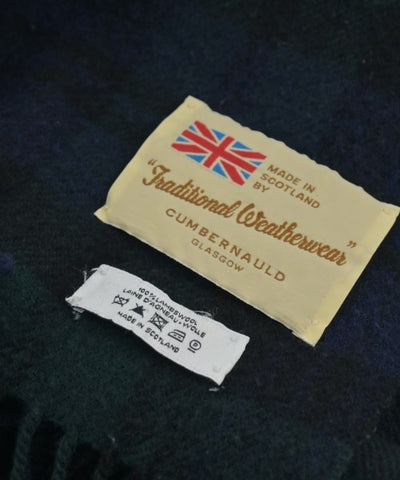 MADE IN
SCOTLAND
BY
"Traditional Weatherwear"
CUMBERNAULD
GLASGOW
100% LAMBSWOOL
LAINE D'AGNEAU-WOLLE
MADE IN SCOTLAND